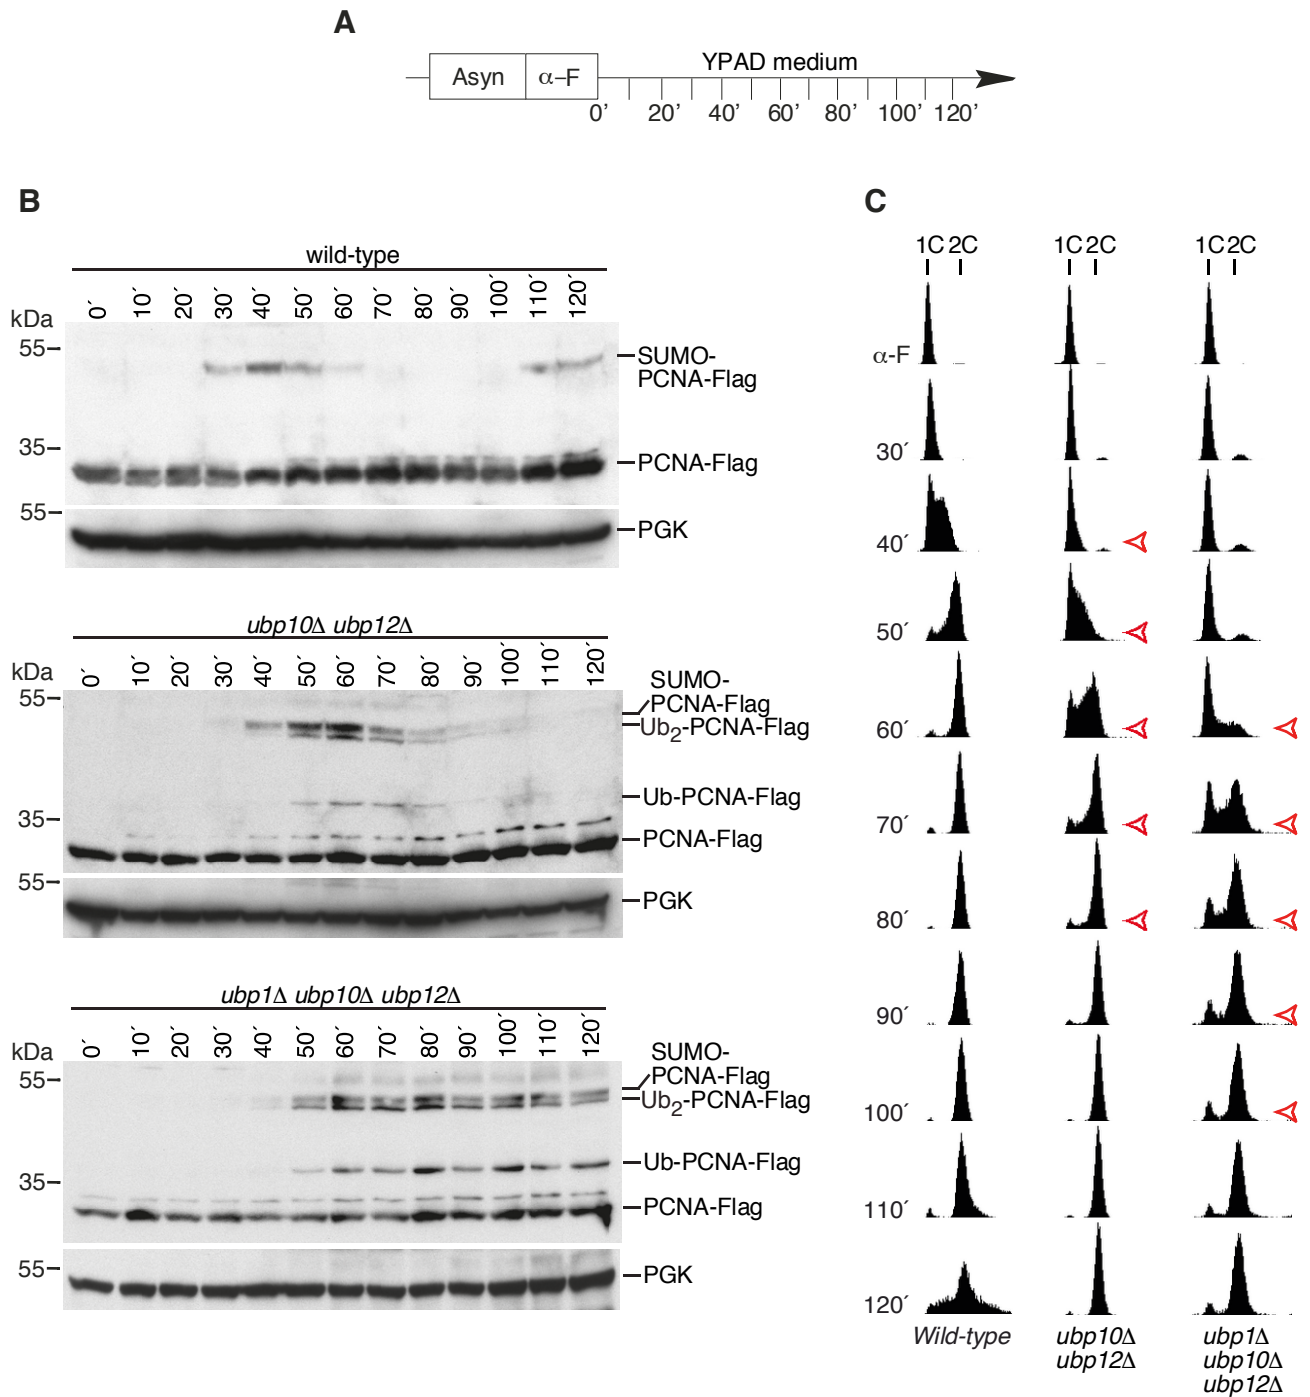 A
Asyn
α–F
YPAD medium
0’ 20’ 40’ 60’ 80’ 100’ 120’
B
wild-type
0´ 10´ 20´ 30´ 40´ 50´ 60´ 70´ 80´ 90´ 100´ 110´ 120´
kDa
55
SUMO-
PCNA-Flag
35
PCNA-Flag
55
PGK
ubp10Δ ubp12Δ
0´ 10´ 20´ 30´ 40´ 50´ 60´ 70´ 80´ 90´ 100´ 110´ 120´
kDa
55
SUMO-
PCNA-Flag
Ub2-PCNA-Flag
Ub-PCNA-Flag
35
PCNA-Flag
55
PGK
ubp1Δ ubp10Δ ubp12Δ
0´ 10´ 20´ 30´ 40´ 50´ 60´ 70´ 80´ 90´ 100´ 110´ 120´
kDa
55
SUMO-
PCNA-Flag
Ub2-PCNA-Flag
Ub-PCNA-Flag
35
PCNA-Flag
55
PGK
C
1C 2C 1C 2C 1C 2C
α-F
30´
40´
50´
60´
70´
80´
90´
100´
110´
120´
Wild-type
ubp10Δ
ubp12Δ
ubp1Δ
ubp10Δ
ubp12Δ